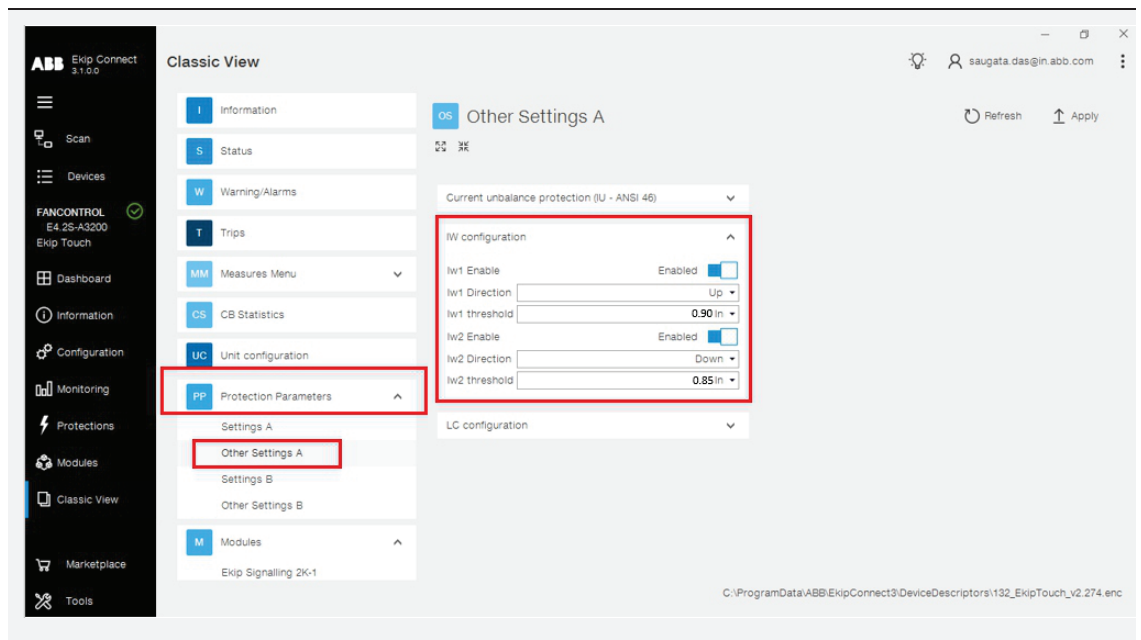 ABB Ekip Connect
3.1.0.0
Scan
Devices
FANCONTROL
E4.2S-A3200
Ekip Touch
Dashboard
Information
Configuration
Monitoring
Protections
Modules
Classic View
Marketplace
Tools
Classic View
saugata.das@in.abb.com
I Information
S Status
W Warning/Alarms
T Trips
MM Measures Menu
CS CB Statistics
UC Unit configuration
PP Protection Parameters
Settings A
Other Settings A
Settings B
Other Settings B
M Modules
Ekip Signalling 2K-1
OS Other Settings A
Refresh Apply
Current unbalance protection (IU - ANSI 46)
IW configuration
Iw1 Enable Enabled
Iw1 Direction Up
Iw1 threshold 0.90 In
Iw2 Enable Enabled
Iw2 Direction Down
Iw2 threshold 0.85 In
LC configuration
C:\ProgramData\ABB\EkipConnect3\DeviceDescriptors\132_EkipTouch_v2.274.enc